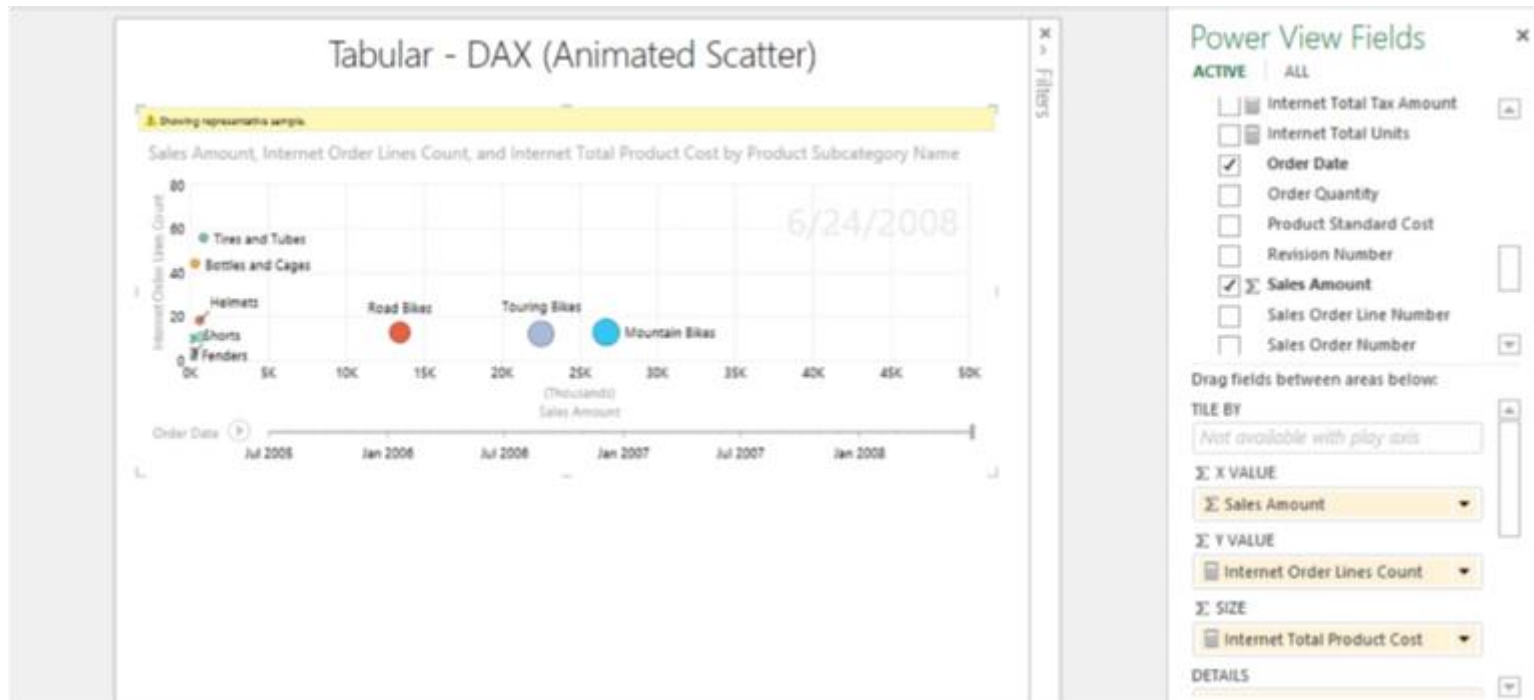 Tabular - DAX (Animated Scatter)
Showing representative sample.
Sales Amount, Internet Order Lines Count, and Internet Total Product Cost by Product Subcategory Name
Internet Order Lines Count
80
60
40
20
0
6/24/2008
Tires and Tubes
Bottles and Cages
Helmets
Shorts
Fenders
Road Bikes
Touring Bikes
Mountain Bikes
0K 5K 10K 15K 20K 25K 30K 35K 40K 45K 50K
(Thousands)
Sales Amount
Order Date
Jul 2005 Jan 2006 Jul 2006 Jan 2007 Jul 2007 Jan 2008
Filters
Power View Fields
ACTIVE ALL
Internet Total Tax Amount
Internet Total Units
Order Date
Order Quantity
Product Standard Cost
Revision Number
Σ Sales Amount
Sales Order Line Number
Sales Order Number
Drag fields between areas below:
TILE BY
Not available with play axis
Σ X VALUE
Σ Sales Amount
Σ Y VALUE
Internet Order Lines Count
Σ SIZE
Internet Total Product Cost
DETAILS